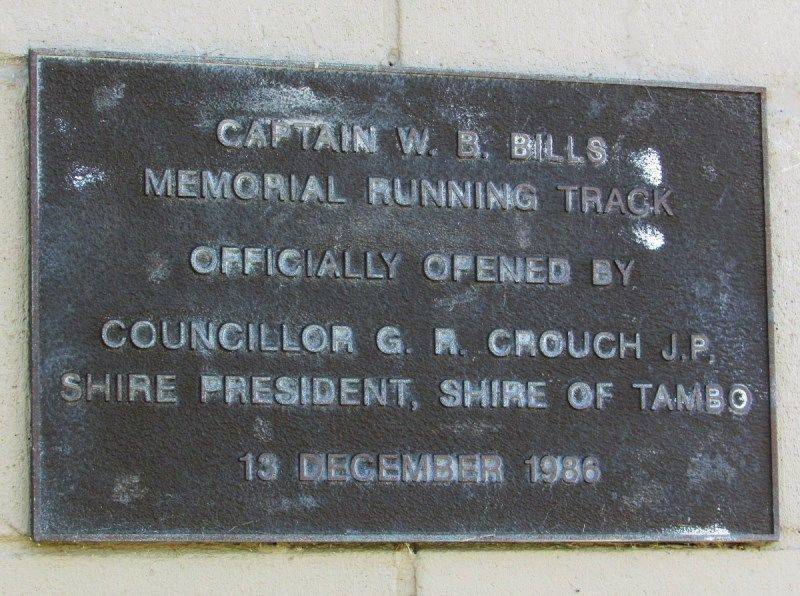 CAPTAIN W. B. BILLS
MEMORIAL RUNNING TRACK
OFFICIALLY OPENED BY
COUNCILLOR G. R. CROUCH J.P.
SHIRE PRESIDENT, SHIRE OF TAMBO
13 DECEMBER 1986